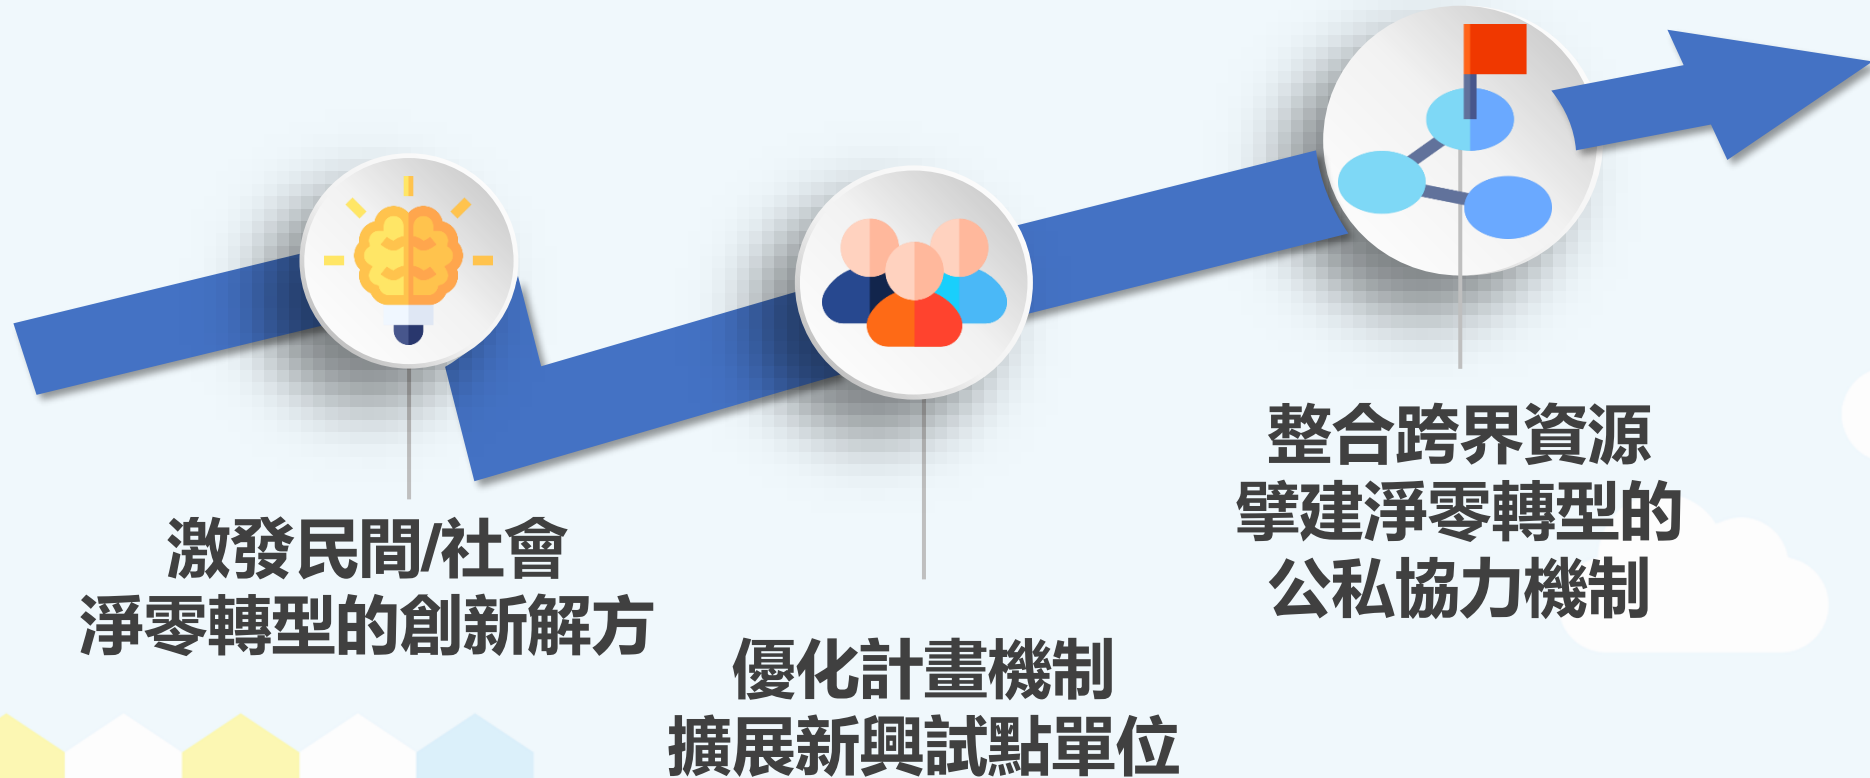 激發民間/社會
淨零轉型的創新解方
優化計畫機制
擴展新興試點單位
整合跨界資源
擘建淨零轉型的
公私協力機制